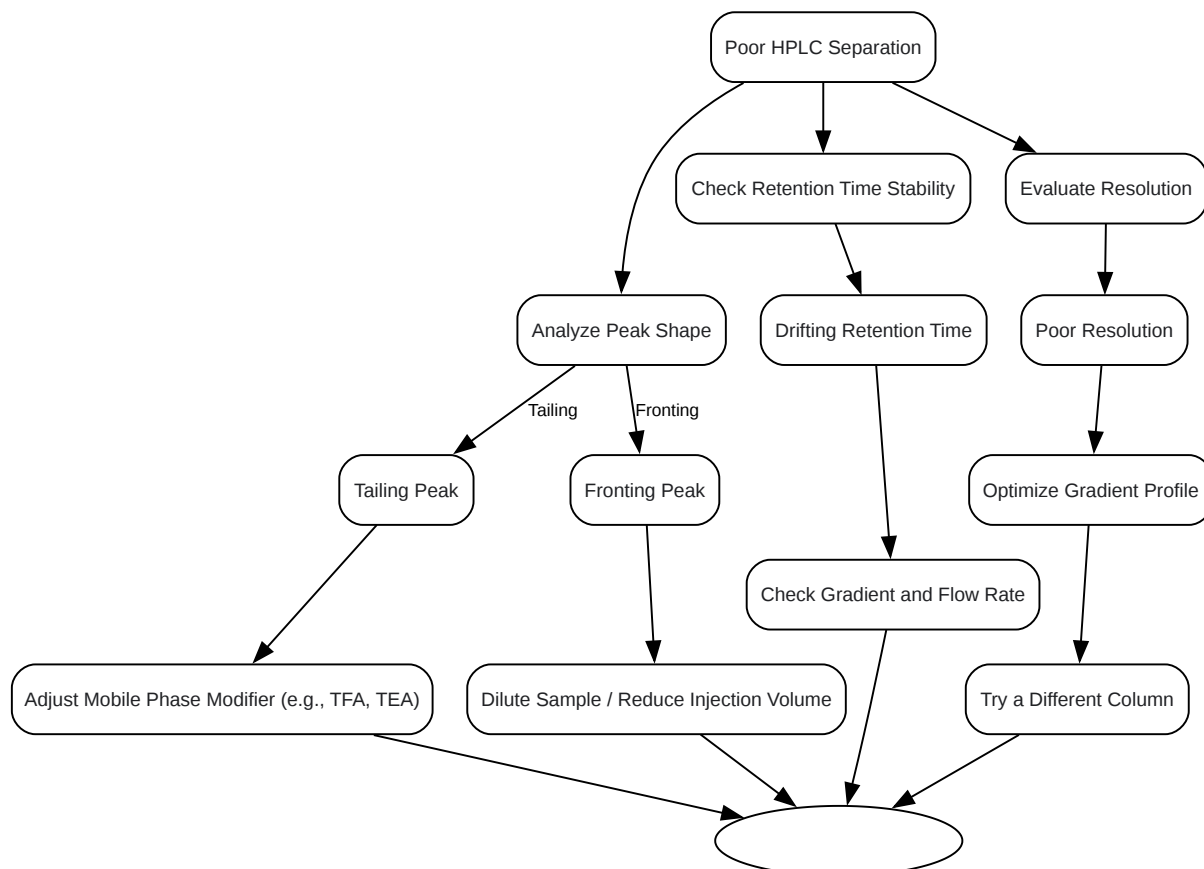 Poor HPLC Separation
Check Retention Time Stability
Evaluate Resolution
Analyze Peak Shape
Drifting Retention Time
Poor Resolution
Tailing
Fronting
Tailing Peak
Fronting Peak
Optimize Gradient Profile
Check Gradient and Flow Rate
Adjust Mobile Phase Modifier (e.g., TFA, TEA)
Dilute Sample / Reduce Injection Volume
Try a Different Column